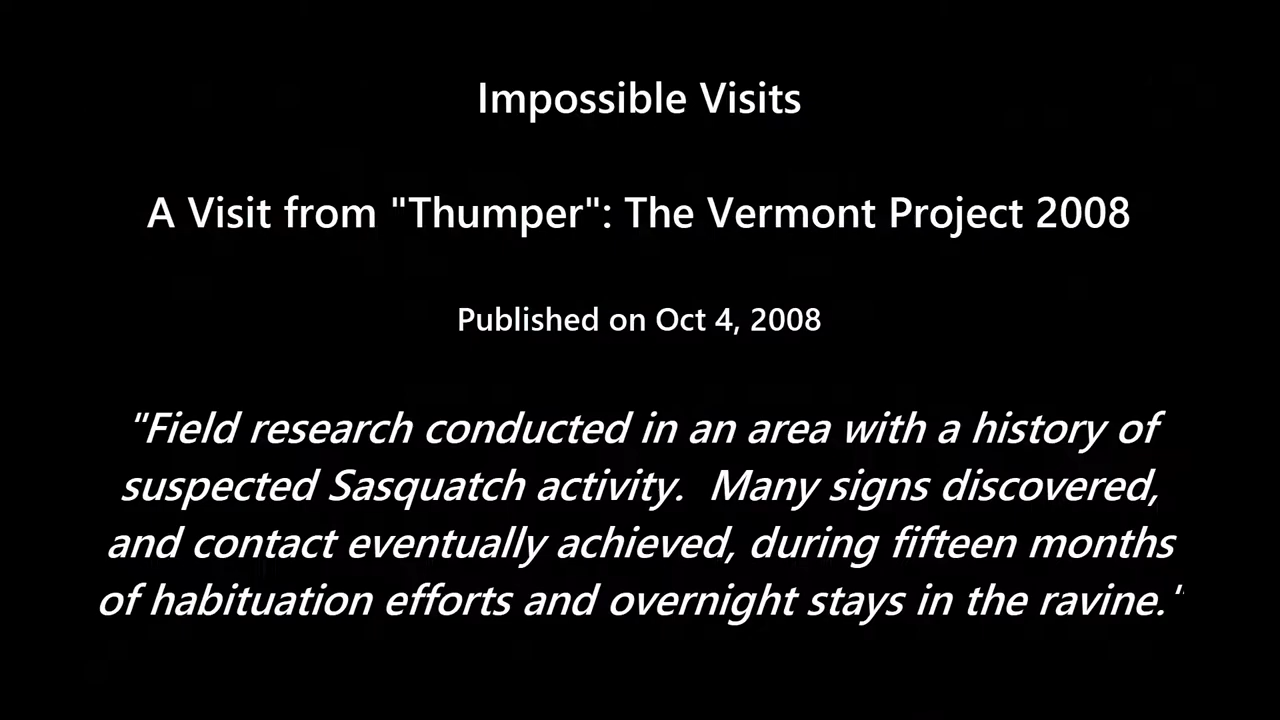 Impossible Visits
A Visit from "Thumper": The Vermont Project 2008
Published on Oct 4, 2008
"Field research conducted in an area with a history of
suspected Sasquatch activity.  Many signs discovered,
and contact eventually achieved, during fifteen months
of habituation efforts and overnight stays in the ravine."